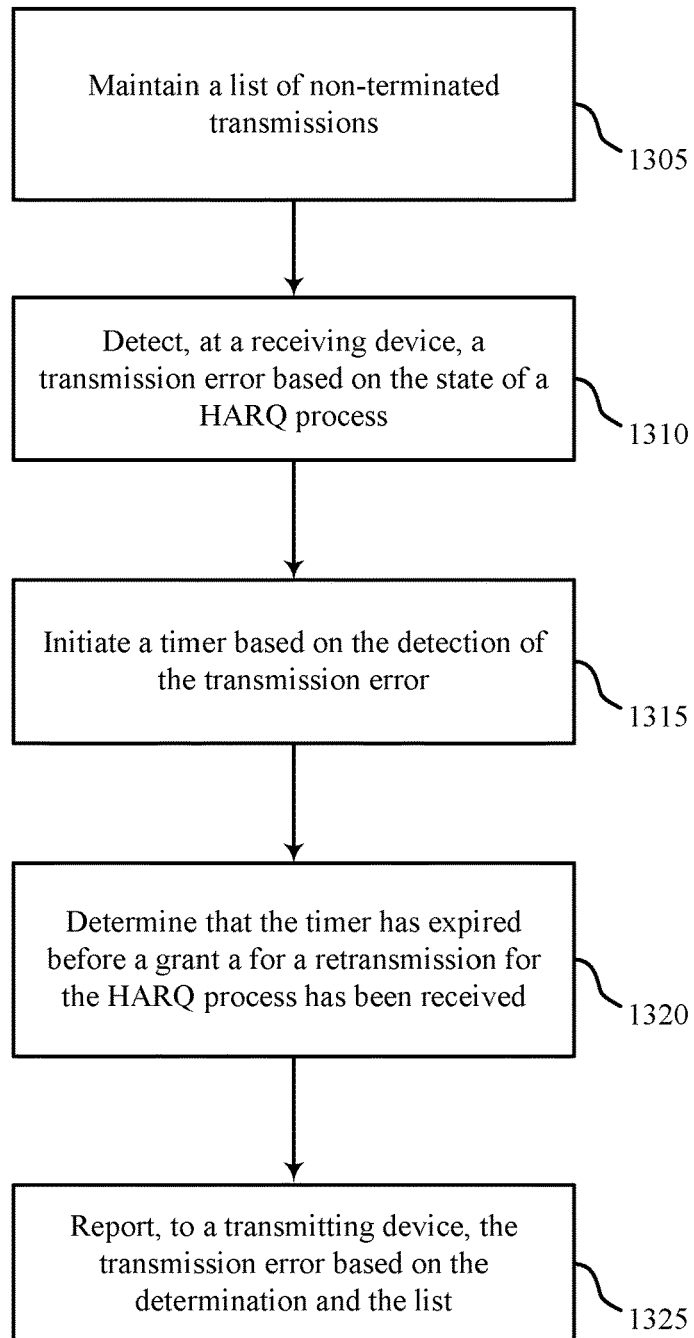 Maintain a list of non-terminated
transmissions
1305
Detect, at a receiving device, a
transmission error based on the state of a
HARQ process
1310
Initiate a timer based on the detection of
the transmission error
1315
Determine that the timer has expired
before a grant a for a retransmission for
the HARQ process has been received
1320
Report, to a transmitting device, the
transmission error based on the
determination and the list
1325